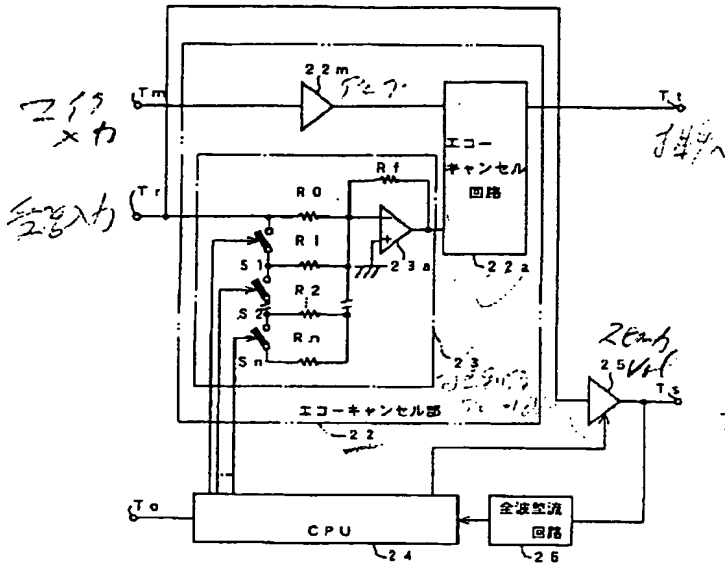 22m
Tm
Tt
マイク
アンプ
エコー
キャンセル
回路
Tr
Rf
R0
入力
R1
23a
22a
S1
R2
S2
Rn
Sn
23
25
Ts
エコーキャンセル部
22
To
CPU
24
全波整流
回路
26